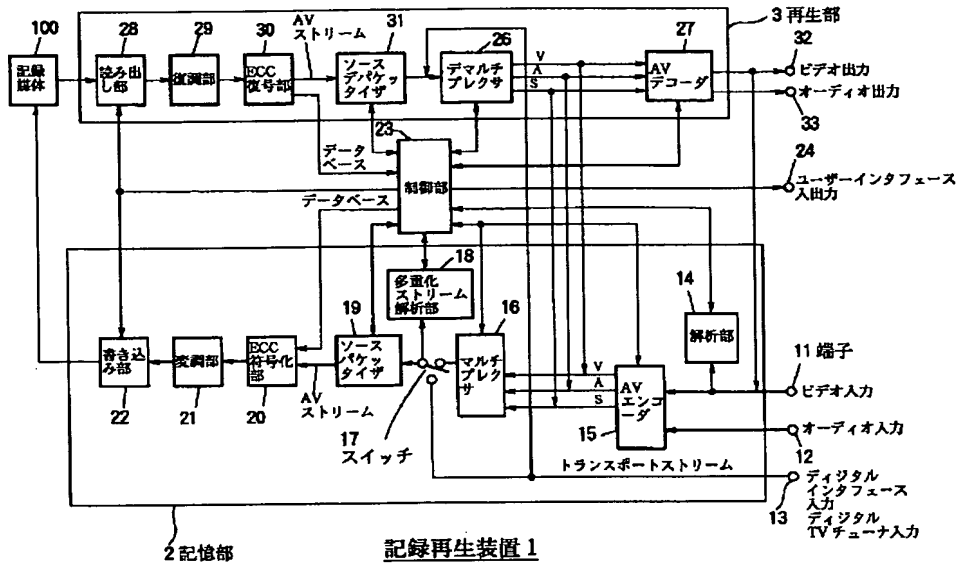 3 再生部
100
記録
媒体
28
読み出
し部
29
復調部
30
ECC
復号部
AV
ストリーム
31
ソース
デパケッ
タイザ
26
デマルチ
プレクサ
V
A
S
27
AV
デコーダ
32
ビデオ出力
オーディオ出力
33
データ
ベース
23
制御部
24
ユーザーインタフェース
入出力
データベース
18
多重化
ストリーム
解析部
14
解析部
19
ソース
パケッ
タイザ
16
マルチ
プレク
サ
V
A
S
AV
エンコ
ーダ
15
11 端子
ビデオ入力
オーディオ入力
12
書き込
み部
22
変調部
21
ECC
符号化
部
20
AV
ストリーム
17
スイッチ
トランスポートストリーム
13
ディジタル
インタフェース
入力
ディジタル
TVチューナ入力
2 記憶部
記録再生装置1